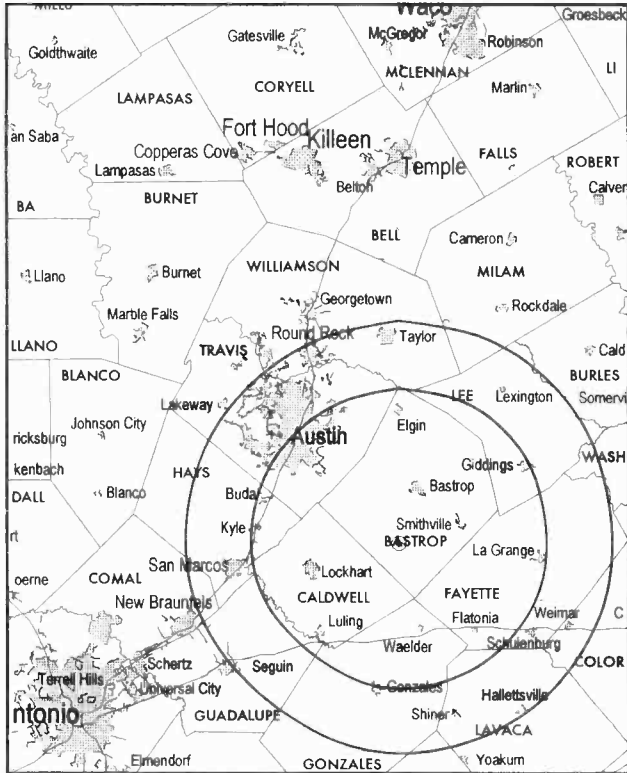 Waco
Groesbeck
Goldthwaite
Gatesville
McGregor
Robinson
MCLENNAN
LI
CORYELL
Marlin
LAMPASAS
Fort Hood
an Saba
Killeen
Copperas Cove
Temple
FALLS
ROBERT
Lampasas
Belton
Calver
BURNET
BA
BELL
Cameron
WILLIAMSON
MILAM
Llano
Burnet
Georgetown
Marble Falls
Rockdale
Round Rock
Taylor
LLANO
TRAVIS
Cald
BLANCO
BURLES
Lakeway
LEE
Lexington
Somervi
Johnson City
Elgin
ricksburg
Austin
WASH
kenbach
HAYS
Giddings
DALL
Blanco
Buda
Bastrop
Kyle
Smithville
rt
BASTROP
San Marcos
La Grange
oerne
COMAL
Lockhart
New Braunfels
CALDWELL
FAYETTE
Luling
Flatonia
Weimar
C
Waelder
Schulenburg
Schertz
Seguin
COLOR
Terrell Hills
Universal City
Gonzales
Hallettsville
ntonio
GUADALUPE
Shiner
LAVACA
Elmendorf
GONZALES
Yoakum